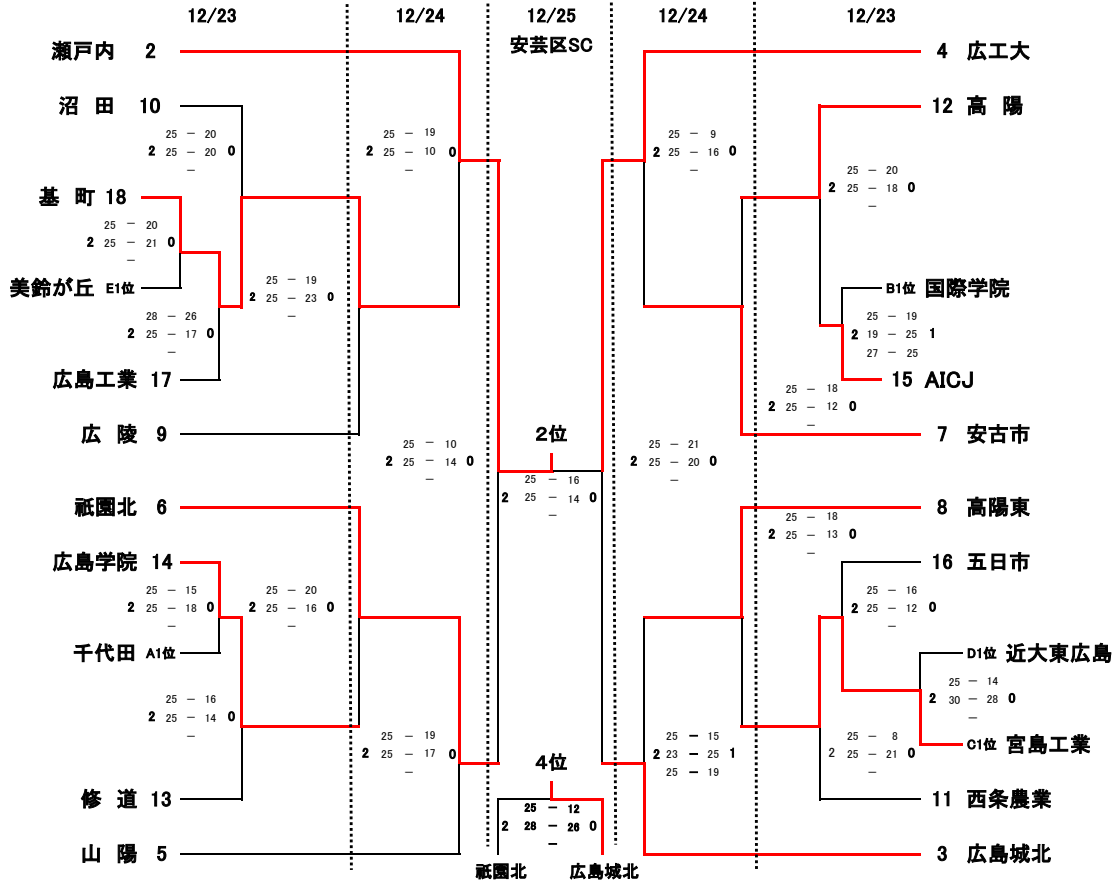 12/23 12/24 12/25 12/24 12/23
安芸区SC
瀬戸内 2
4 広工大
沼 田 10
12 高 陽
25 － 20
2 25 － 20 0
－
25 － 19
2 25 － 10 0
－
25 － 9
2 25 － 16 0
－
25 － 20
2 25 － 18 0
－
基 町 18
25 － 20
2 25 － 21 0
－
美鈴が丘 E1位
25 － 19
2 25 － 23 0
－
B1位 国際学院
28 － 26
2 25 － 17 0
－
25 － 19
2 19 － 25 1
27 － 25
広島工業 17
15 AICJ
25 － 18
2 25 － 12 0
－
広 陵 9
7 安古市
25 － 10
2 25 － 14 0
－
2位
25 － 16
2 25 － 14 0
－
25 － 21
2 25 － 20 0
－
祇園北 6
8 高陽東
25 － 18
2 25 － 13 0
－
広島学院 14
16 五日市
25 － 15
2 25 － 18 0
－
25 － 20
2 25 － 16 0
－
25 － 16
2 25 － 12 0
－
千代田 A1位
D1位 近大東広島
25 － 14
2 30 － 28 0
－
25 － 16
2 25 － 14 0
－
C1位 宮島工業
25 － 19
2 25 － 17 0
－
4位
25 － 15
2 23 － 25 1
25 － 19
25 － 8
2 25 － 21 0
－
修 道 13
11 西条農業
25 － 12
2 28 － 26 0
－
山 陽 5
3 広島城北
祇園北 広島城北